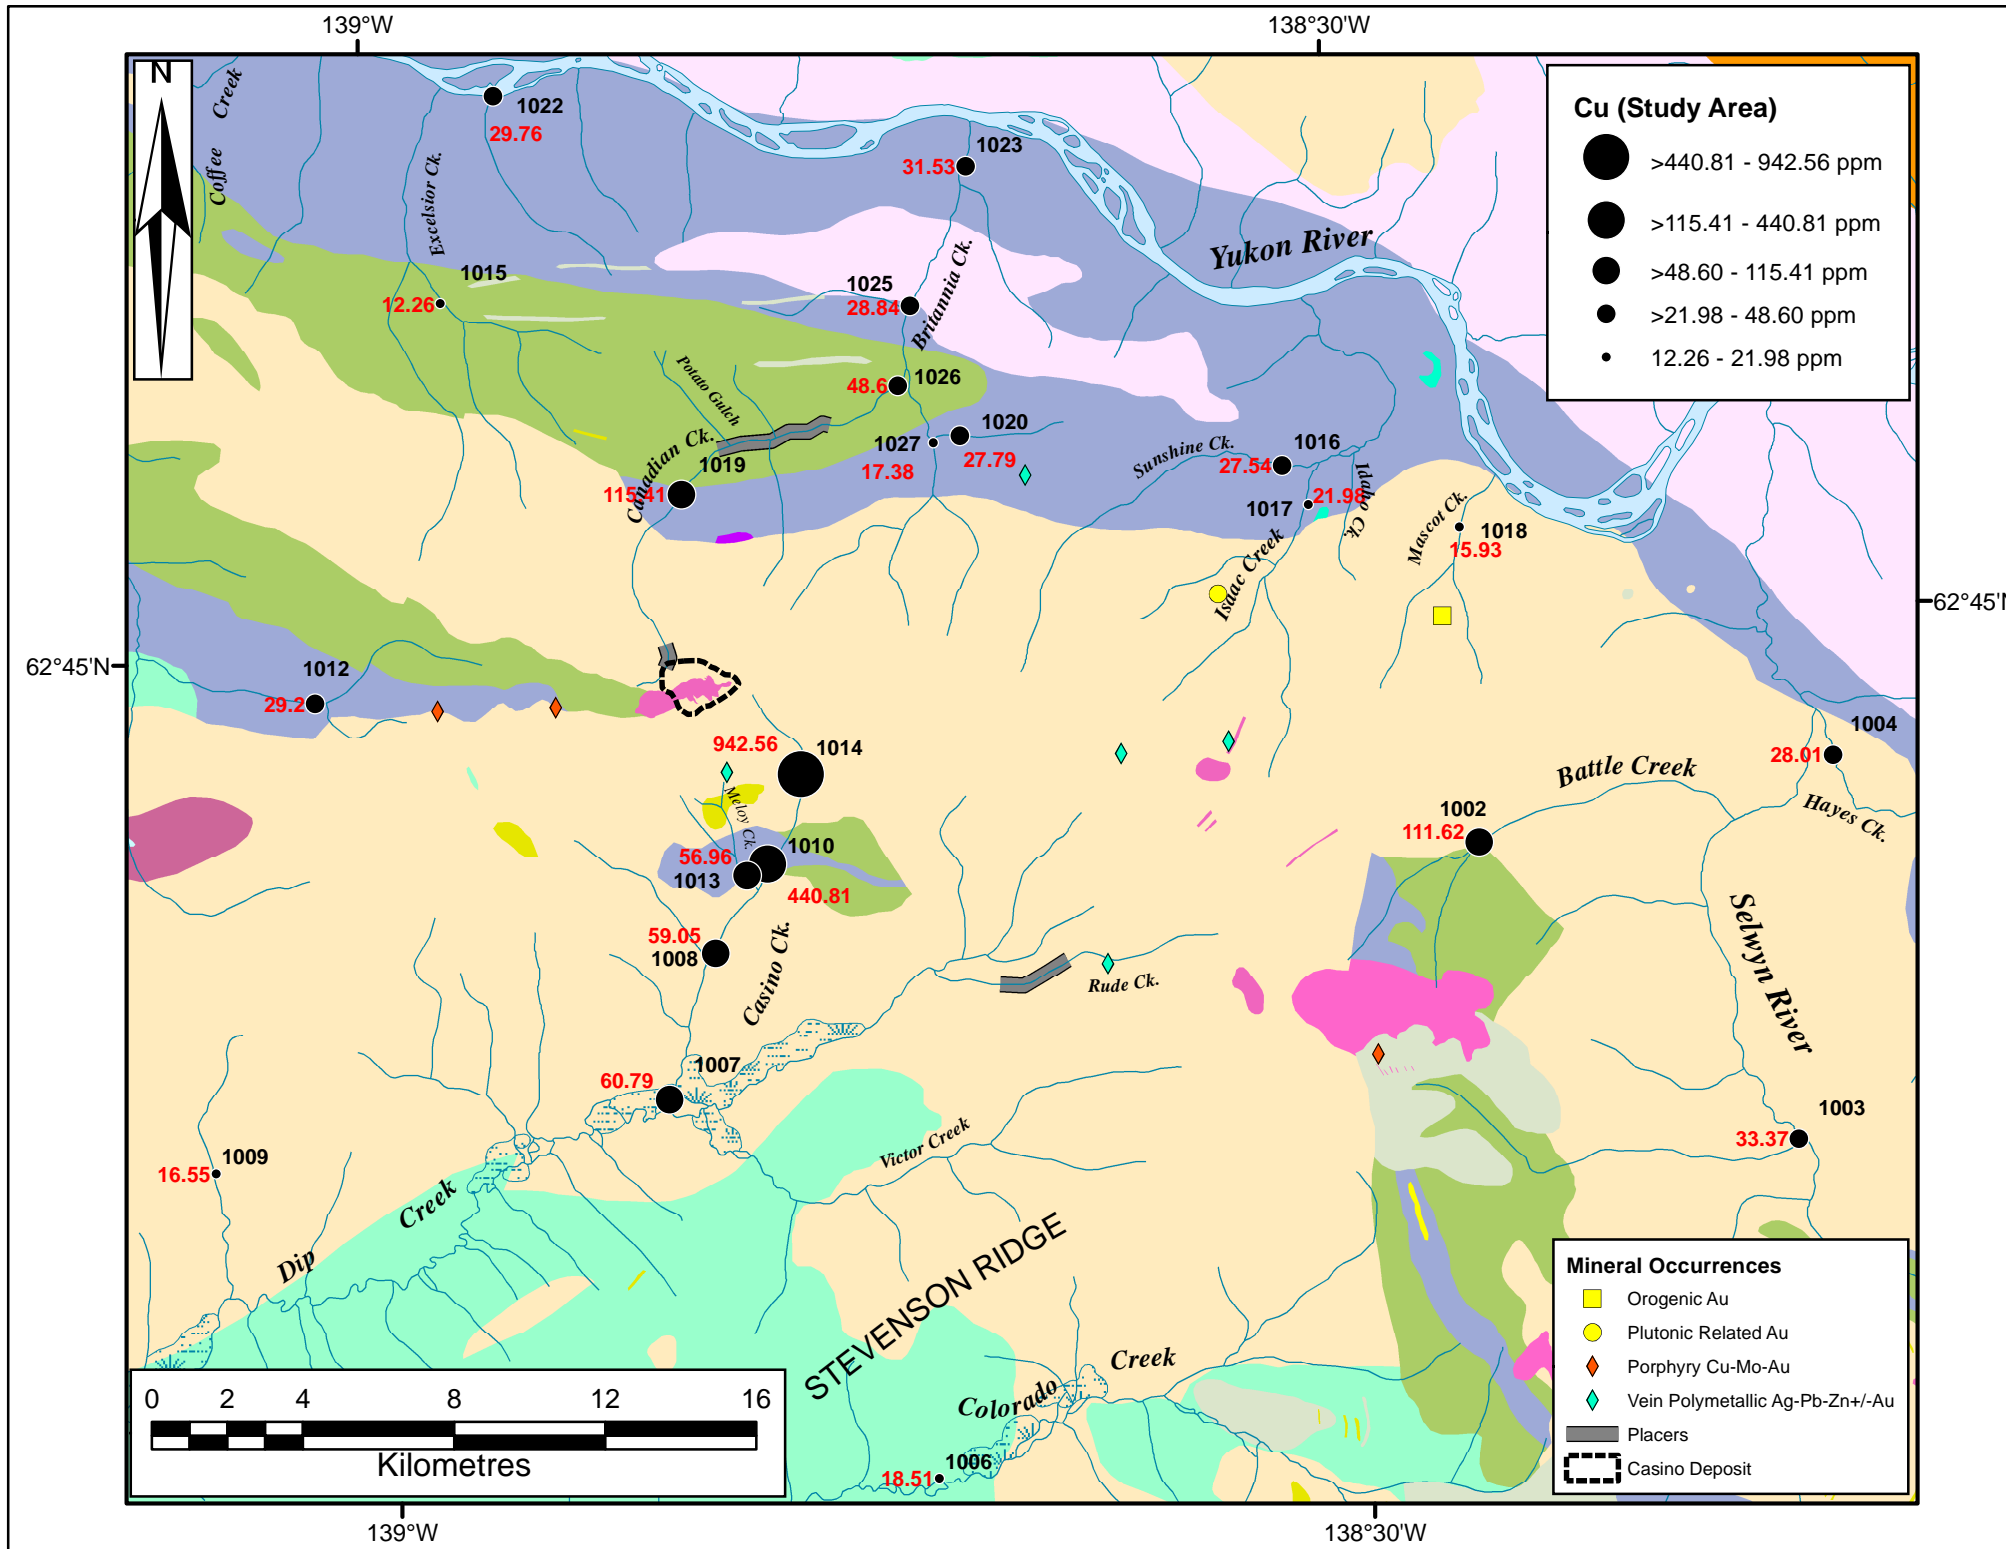 139°W
138°30'W
N
Coffee Creek
1022
29.76
Excelsior Ck.
1023
31.53
Cu (Study Area)
>440.81 - 942.56 ppm
>115.41 - 440.81 ppm
>48.60 - 115.41 ppm
>21.98 - 48.60 ppm
12.26 - 21.98 ppm
Yukon River
1015
12.26
1025
28.84
Britannia Ck.
Potato Gulch
1026
48.6
Canadian Ck.
1019
115.41
1027
17.38
1020
27.79
Sunshine Ck.
1016
27.54
1017
21.98
Idaho Ck.
Isaac Creek
Mascot Ck.
1018
15.93
62°45'N
62°45'N
1012
29.2
942.56
1014
Meloy Ck.
56.96
1013
1010
440.81
59.05
1008
Casino Ck.
Rude Ck.
1002
111.62
Battle Creek
1004
28.01
Hayes Ck.
Selwyn River
1007
60.79
1003
33.37
1009
16.55
Victor Creek
Dip Creek
STEVENSON RIDGE
Colorado Creek
1006
18.51
Mineral Occurrences
Orogenic Au
Plutonic Related Au
Porphyry Cu-Mo-Au
Vein Polymetallic Ag-Pb-Zn+/-Au
Placers
Casino Deposit
0 2 4 8 12 16
Kilometres
139°W
138°30'W